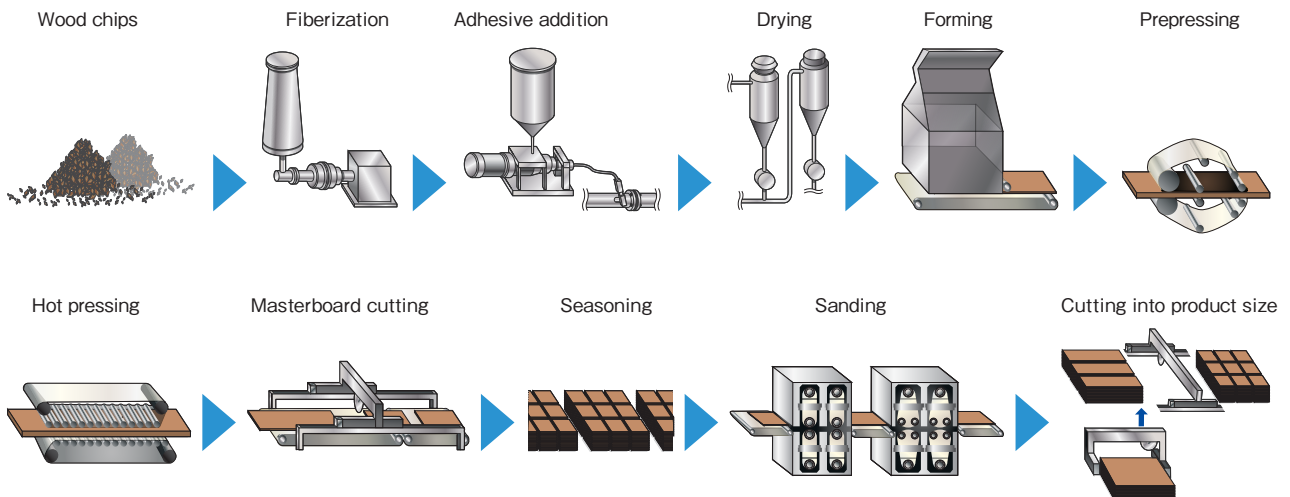 Wood chips
Fiberization
Adhesive addition
Drying
Forming
Prepressing
Hot pressing
Masterboard cutting
Seasoning
Sanding
Cutting into product size